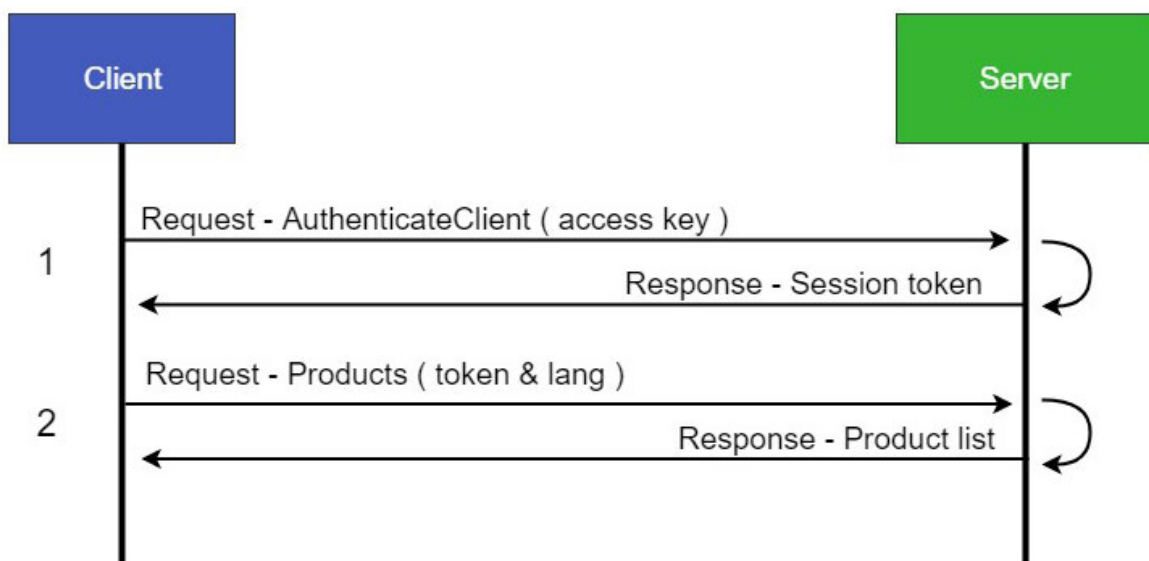 Client
Server
Request - AuthenticateClient ( access key )
1
Response - Session token
Request - Products ( token & lang )
2
Response - Product list